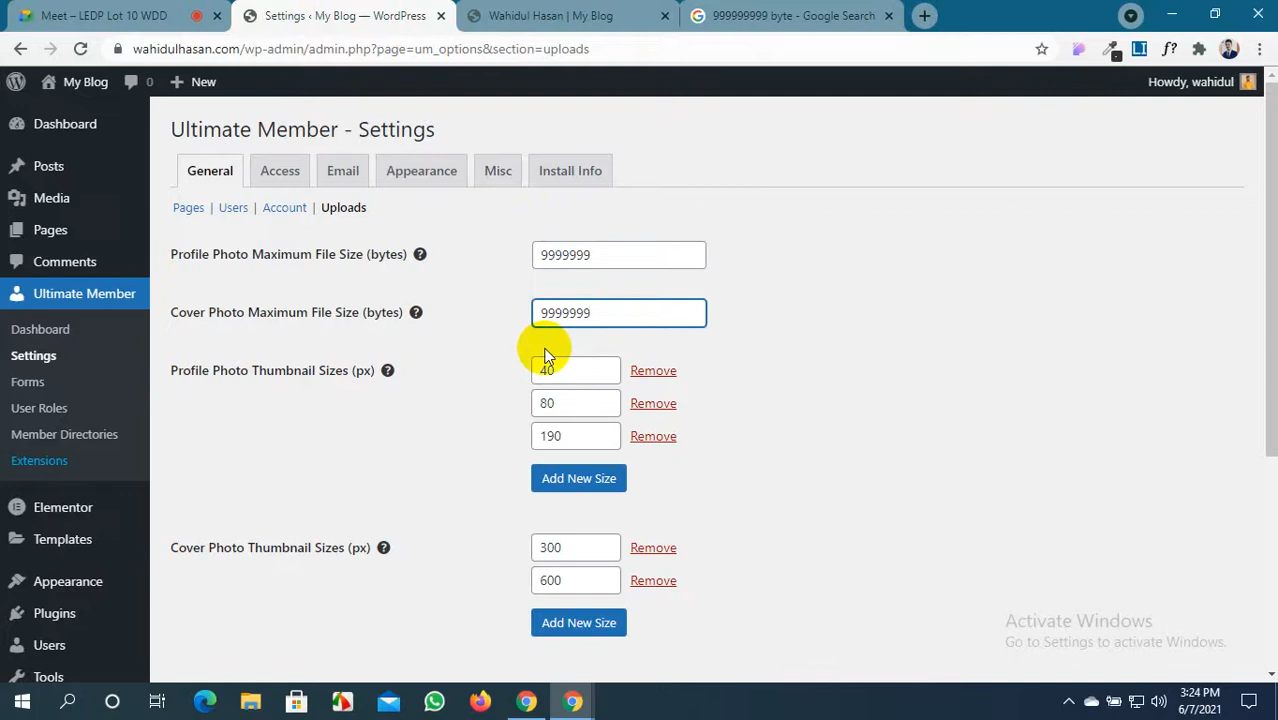 Meet – LEDP Lot 10 WDD
Settings ‹ My Blog — WordPress
Wahidul Hasan | My Blog
999999999 byte - Google Search
wahidulhasan.com/wp-admin/admin.php?page=um_options&section=uploads
My Blog
0
New
Howdy, wahidul
Dashboard
Posts
Media
Pages
Comments
Ultimate Member
Dashboard
Settings
Forms
User Roles
Member Directories
Extensions
Elementor
Templates
Appearance
Plugins
Users
Tools
Ultimate Member - Settings
General
Access
Email
Appearance
Misc
Install Info
Pages | Users | Account | Uploads
Profile Photo Maximum File Size (bytes) ?
9999999
Cover Photo Maximum File Size (bytes) ?
9999999
Profile Photo Thumbnail Sizes (px) ?
40 Remove
80 Remove
190 Remove
Add New Size
Cover Photo Thumbnail Sizes (px) ?
300 Remove
600 Remove
Add New Size
Activate Windows
Go to Settings to activate Windows.
3:24 PM
6/7/2021